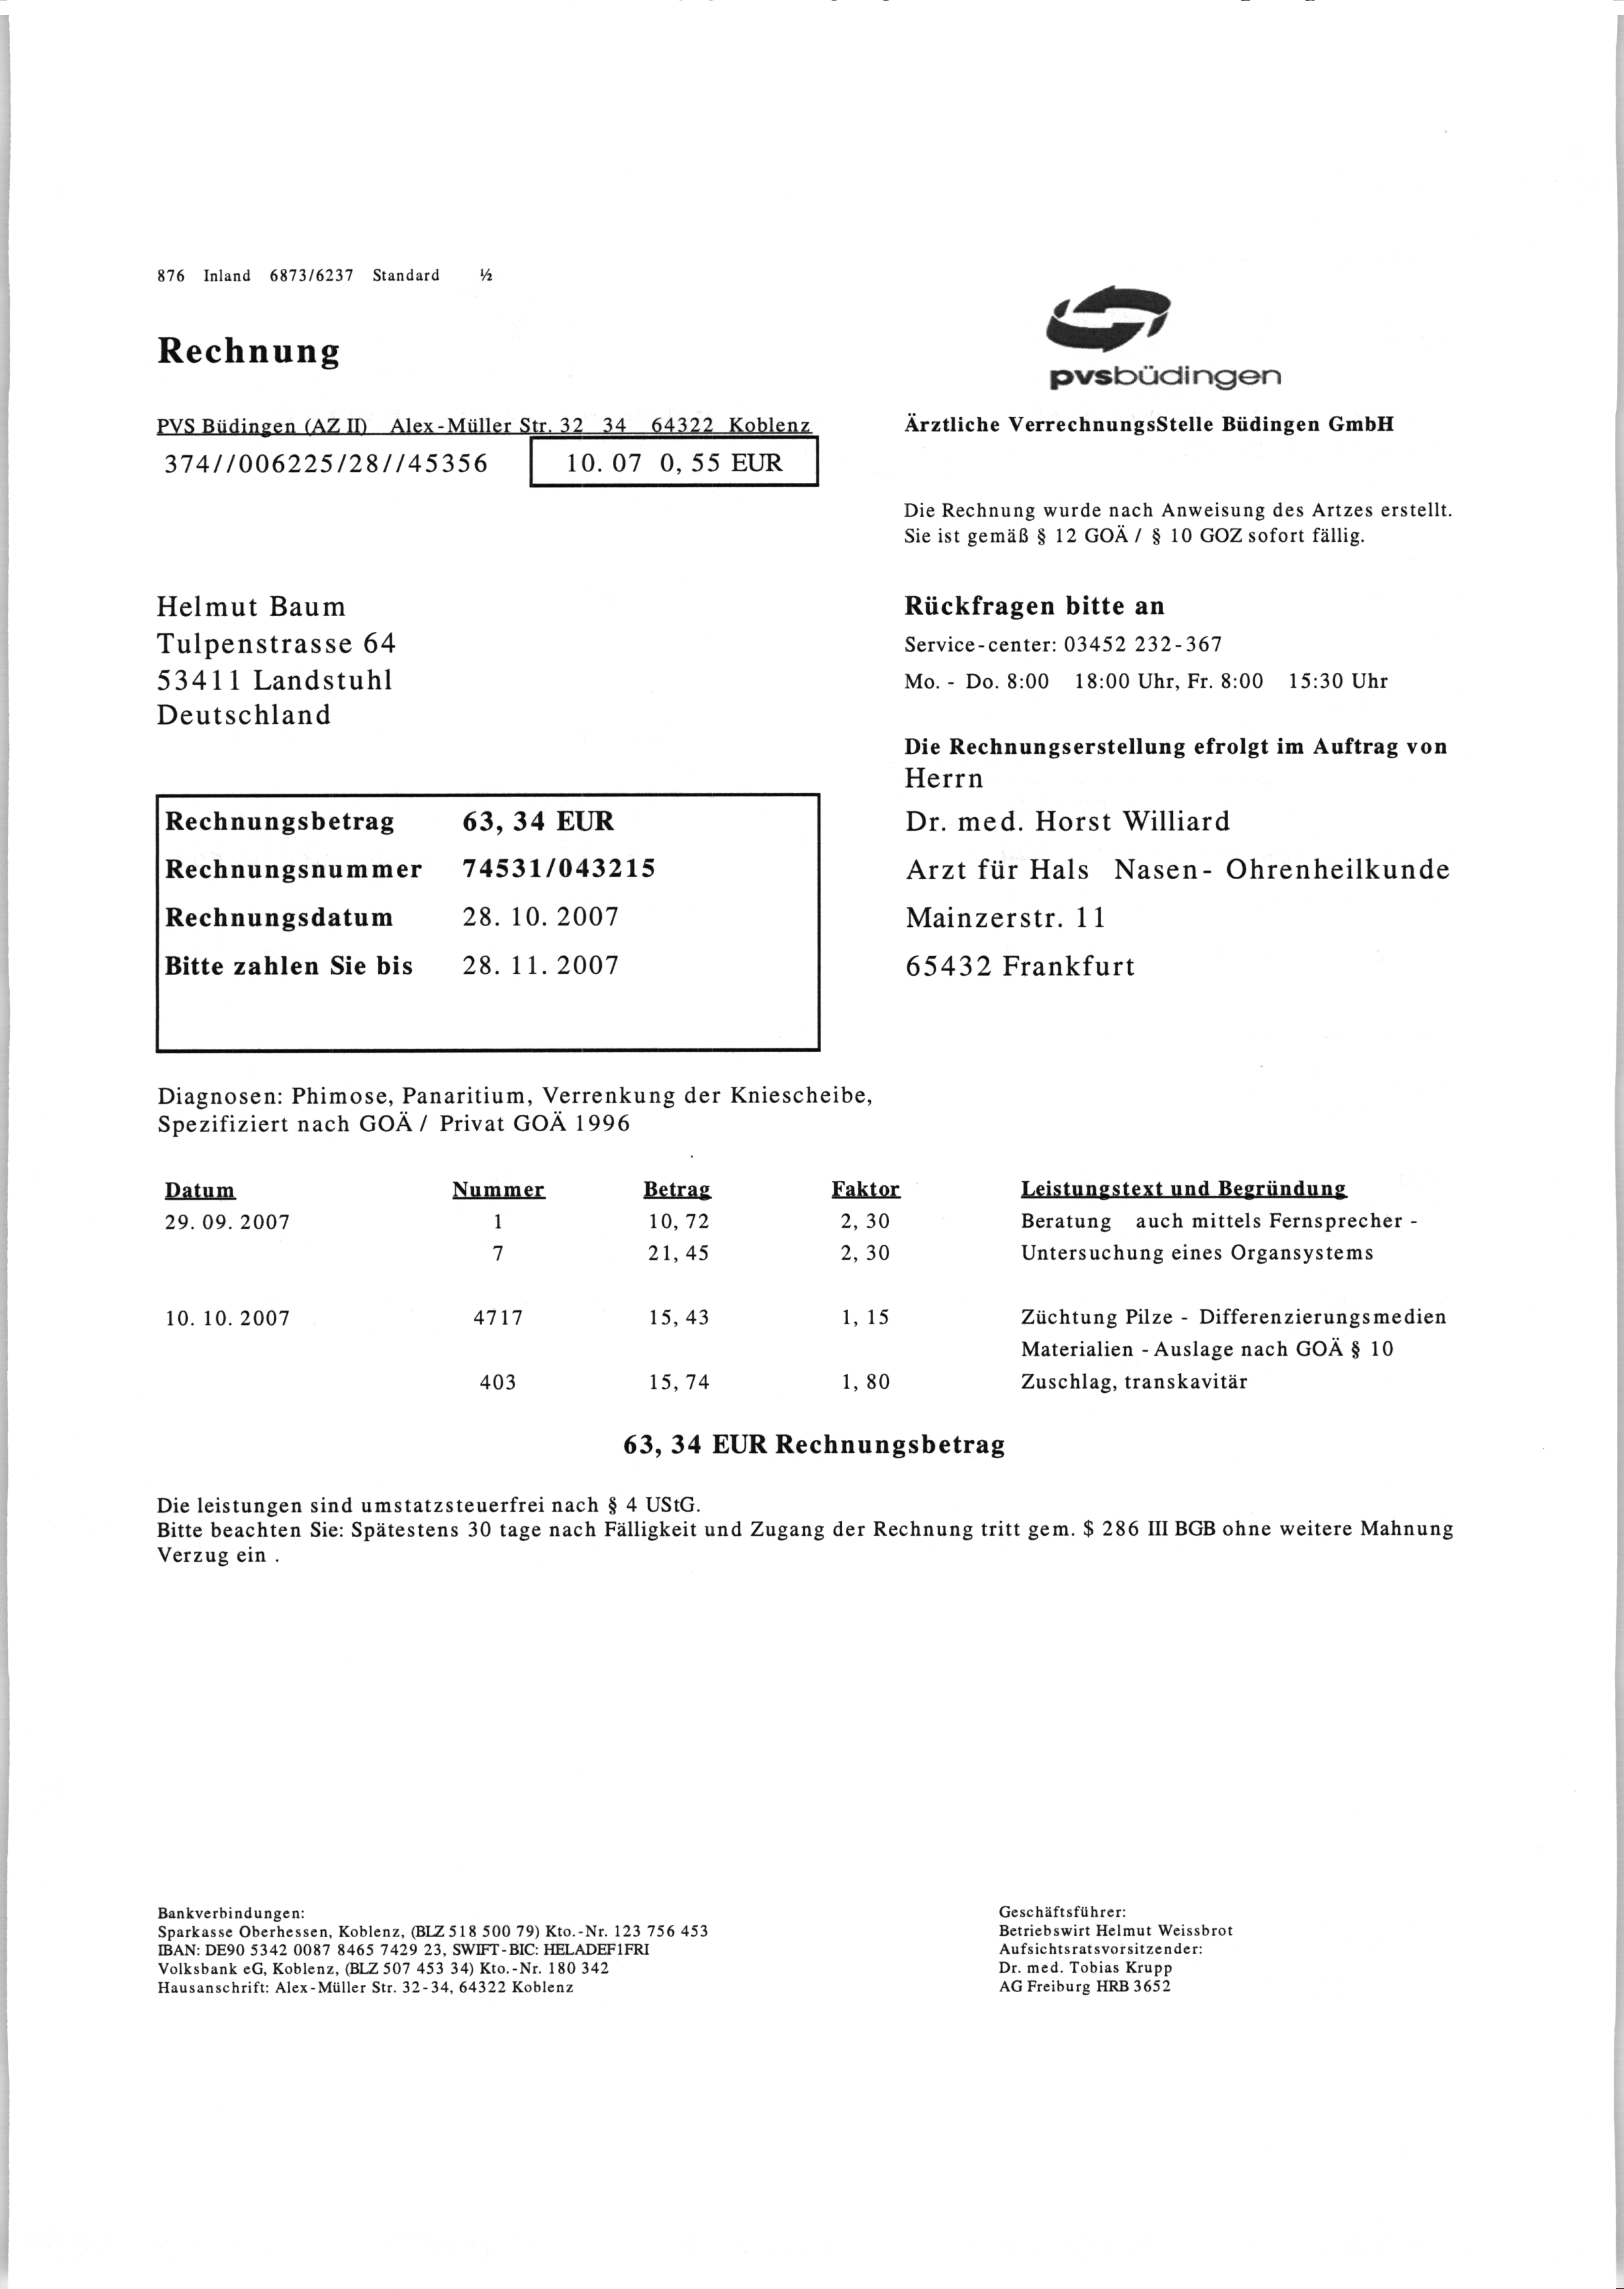 876 Inland 6873/6237 Standard ½
Rechnung
pvsbüdingen
PVS Büdingen (AZ II) Alex-Müller Str. 32 34 64322 Koblenz
374//006225/28//45356
10. 07 0, 55 EUR
Ärztliche VerrechnungsStelle Büdingen GmbH
Die Rechnung wurde nach Anweisung des Artzes erstellt.
Sie ist gemäß § 12 GOÄ / § 10 GOZ sofort fällig.
Helmut Baum
Tulpenstrasse 64
53411 Landstuhl
Deutschland
Rückfragen bitte an
Service-center: 03452 232-367
Mo. - Do. 8:00 18:00 Uhr, Fr. 8:00 15:30 Uhr
Die Rechnungserstellung efrolgt im Auftrag von
Herrn
Dr. med. Horst Williard
Arzt für Hals Nasen- Ohrenheilkunde
Mainzerstr. 11
65432 Frankfurt
Rechnungsbetrag 63, 34 EUR
Rechnungsnummer 74531/043215
Rechnungsdatum 28. 10. 2007
Bitte zahlen Sie bis 28. 11. 2007
Diagnosen: Phimose, Panaritium, Verrenkung der Kniescheibe,
Spezifiziert nach GOÄ / Privat GOÄ 1996
Datum Nummer Betrag Faktor Leistungstext und Begründung
29. 09. 2007 1 10, 72 2, 30 Beratung auch mittels Fernsprecher -
7 21, 45 2, 30 Untersuchung eines Organsystems
10. 10. 2007 4717 15, 43 1, 15 Züchtung Pilze - Differenzierungsmedien
Materialien - Auslage nach GOÄ § 10
403 15, 74 1, 80 Zuschlag, transkavitär
63, 34 EUR Rechnungsbetrag
Die leistungen sind umstatzsteuerfrei nach § 4 UStG.
Bitte beachten Sie: Spätestens 30 tage nach Fälligkeit und Zugang der Rechnung tritt gem. $ 286 III BGB ohne weitere Mahnung
Verzug ein .
Bankverbindungen:
Sparkasse Oberhessen, Koblenz, (BLZ 518 500 79) Kto.-Nr. 123 756 453
IBAN: DE90 5342 0087 8465 7429 23, SWIFT-BIC: HELADEF1FRI
Volksbank eG, Koblenz, (BLZ 507 453 34) Kto.-Nr. 180 342
Hausanschrift: Alex-Müller Str. 32-34, 64322 Koblenz
Geschäftsführer:
Betriebswirt Helmut Weissbrot
Aufsichtsratsvorsitzender:
Dr. med. Tobias Krupp
AG Freiburg HRB 3652